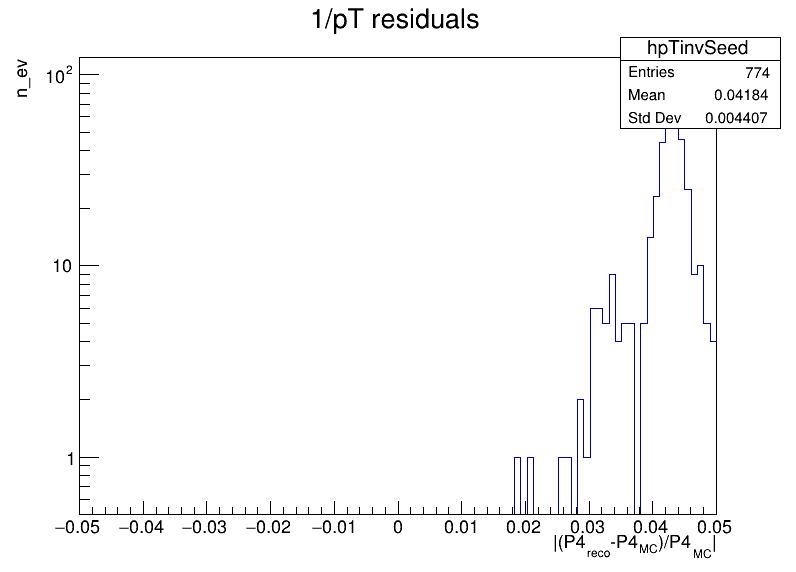 1/pT residuals
n_ev
hpTinvSeed
Entries 774
Mean 0.04184
Std Dev 0.004407
10²
10
1
−0.05 −0.04 −0.03 −0.02 −0.01 0 0.01 0.02 0.03 0.04 0.05
|(P4reco-P4MC)/P4MC|